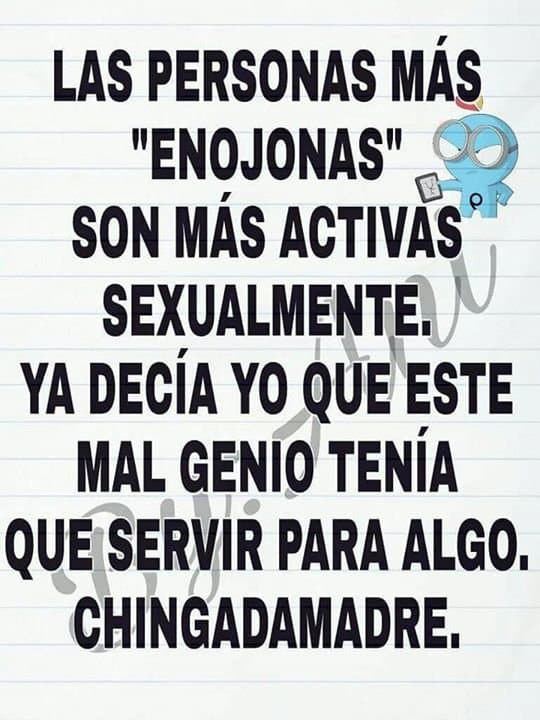 LAS PERSONAS MÁS
"ENOJONAS"
SON MÁS ACTIVAS
SEXUALMENTE.
YA DECÍA YO QUE ESTE
MAL GENIO TENÍA
QUE SERVIR PARA ALGO.
CHINGADAMADRE.